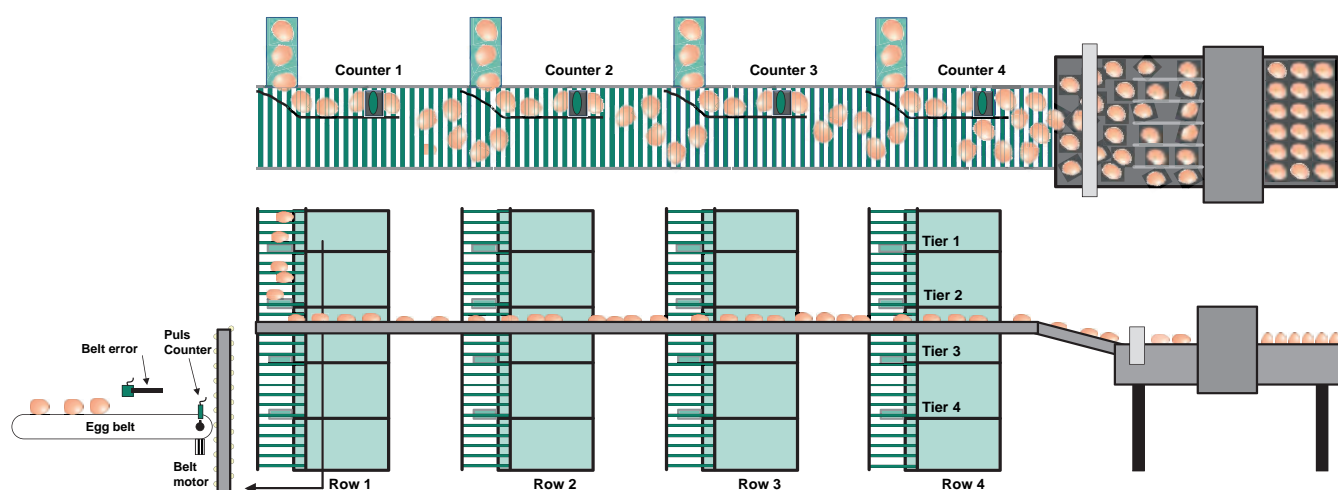 Counter 1
Counter 2
Counter 3
Counter 4
Tier 1
Tier 2
Puls
Counter
Belt error
Tier 3
Tier 4
Egg belt
Belt
motor
Row 1
Row 2
Row 3
Row 4